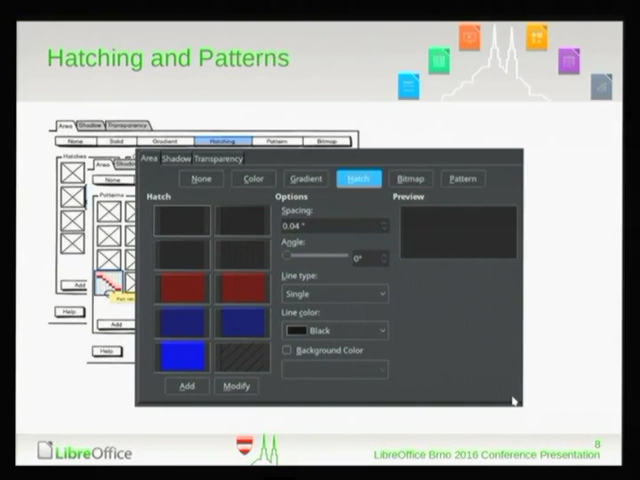 Hatching and Patterns
Area Shadow Transparency
None Solid Gradient Hatching Pattern Bitmap
Hatches
Area
None
Patterns
Add
Add
Help
Help
Area Shadow Transparency
None Color Gradient Hatch Bitmap Pattern
Hatch Options Preview
Spacing:
0.04 "
Angle:
0°
Line type:
Single
Line color:
Black
Background Color
Add Modify
LibreOffice
8
LibreOffice Brno 2016 Conference Presentation